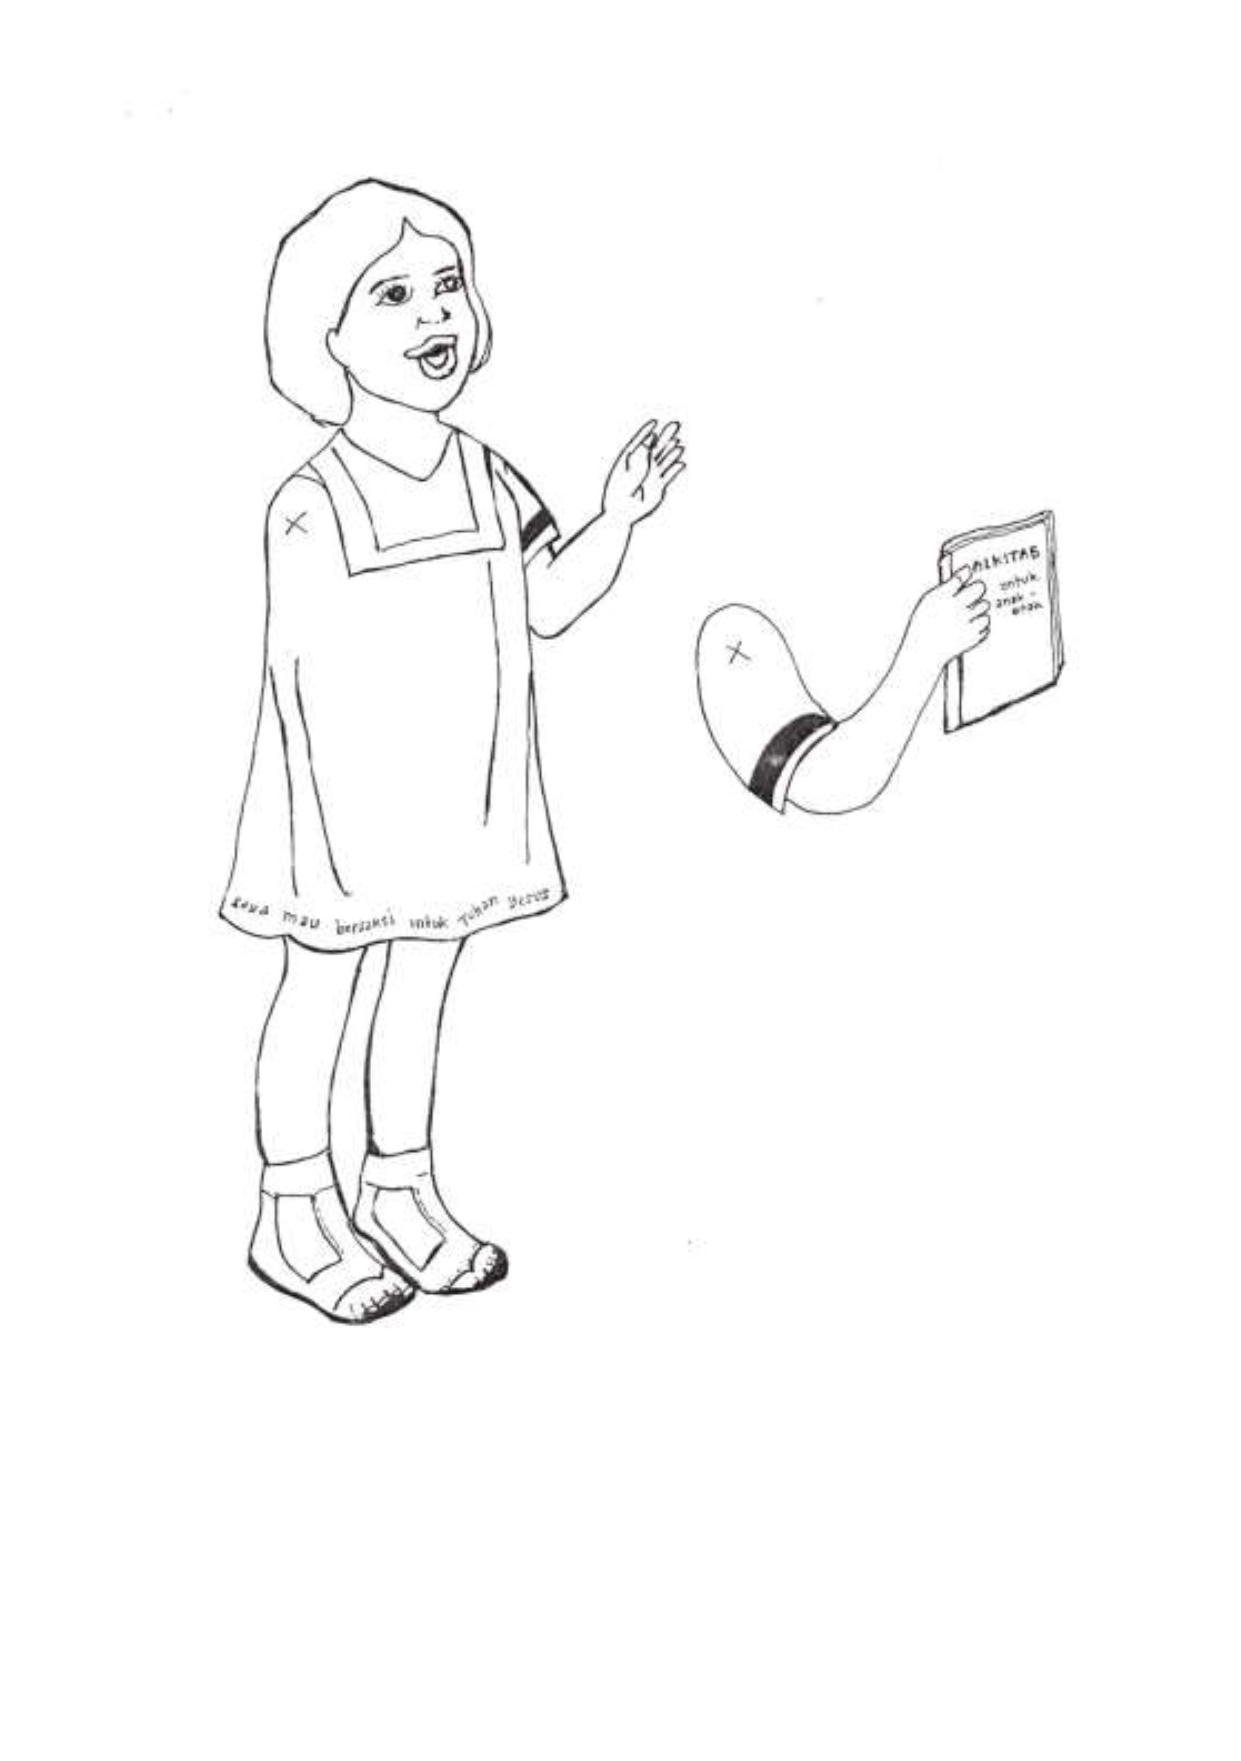 ALKITAB
untuk
anak -
anak
saya mau bersaksi untuk Tuhan Yesus